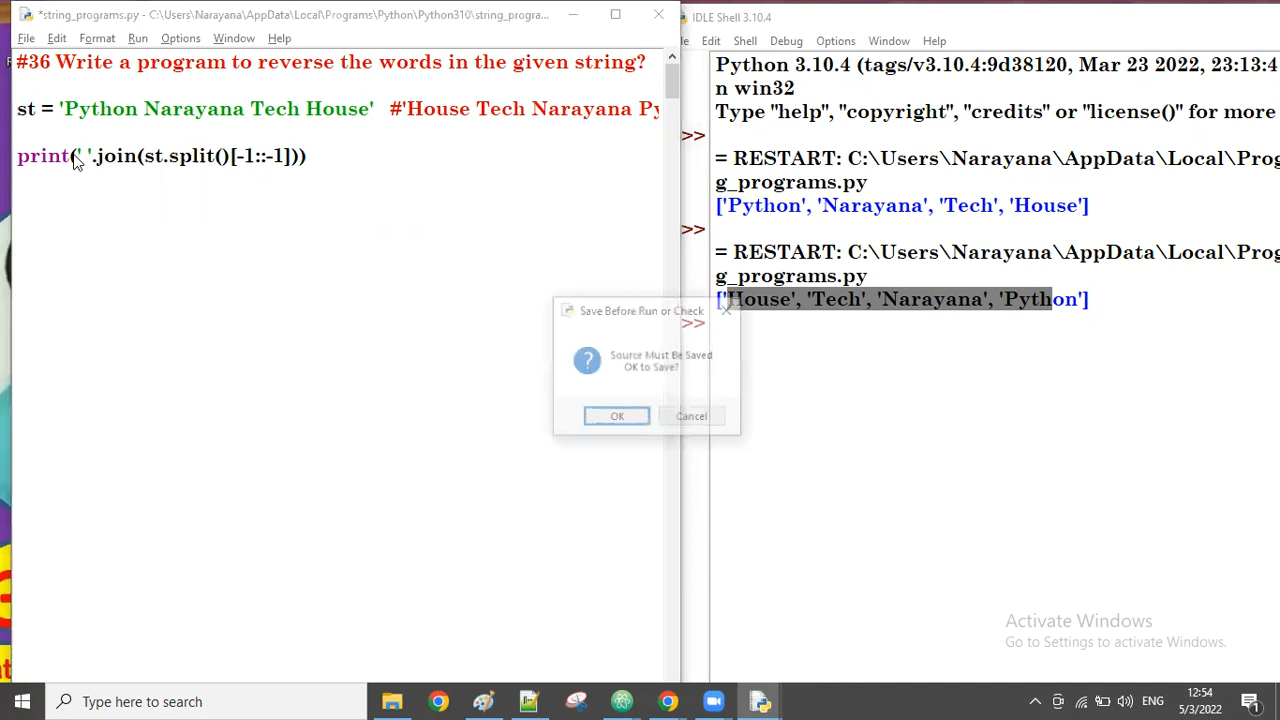 *string_programs.py - C:\Users\Narayana\AppData\Local\Programs\Python\Python310\string_progra...
File Edit Format Run Options Window Help
#36 Write a program to reverse the words in the given string?
st = 'Python Narayana Tech House' #'House Tech Narayana Py
print(' '.join(st.split()[-1::-1]))
IDLE Shell 3.10.4
le Edit Shell Debug Options Window Help
Python 3.10.4 (tags/v3.10.4:9d38120, Mar 23 2022, 23:13:4
n win32
Type "help", "copyright", "credits" or "license()" for more
>>
= RESTART: C:\Users\Narayana\AppData\Local\Prog
g_programs.py
['Python', 'Narayana', 'Tech', 'House']
>>
= RESTART: C:\Users\Narayana\AppData\Local\Prog
g_programs.py
['House', 'Tech', 'Narayana', 'Python']
>>
Save Before Run or Check
Source Must Be Saved
OK to Save?
OK Cancel
Activate Windows
Go to Settings to activate Windows.
Type here to search
ENG
12:54
5/3/2022
1